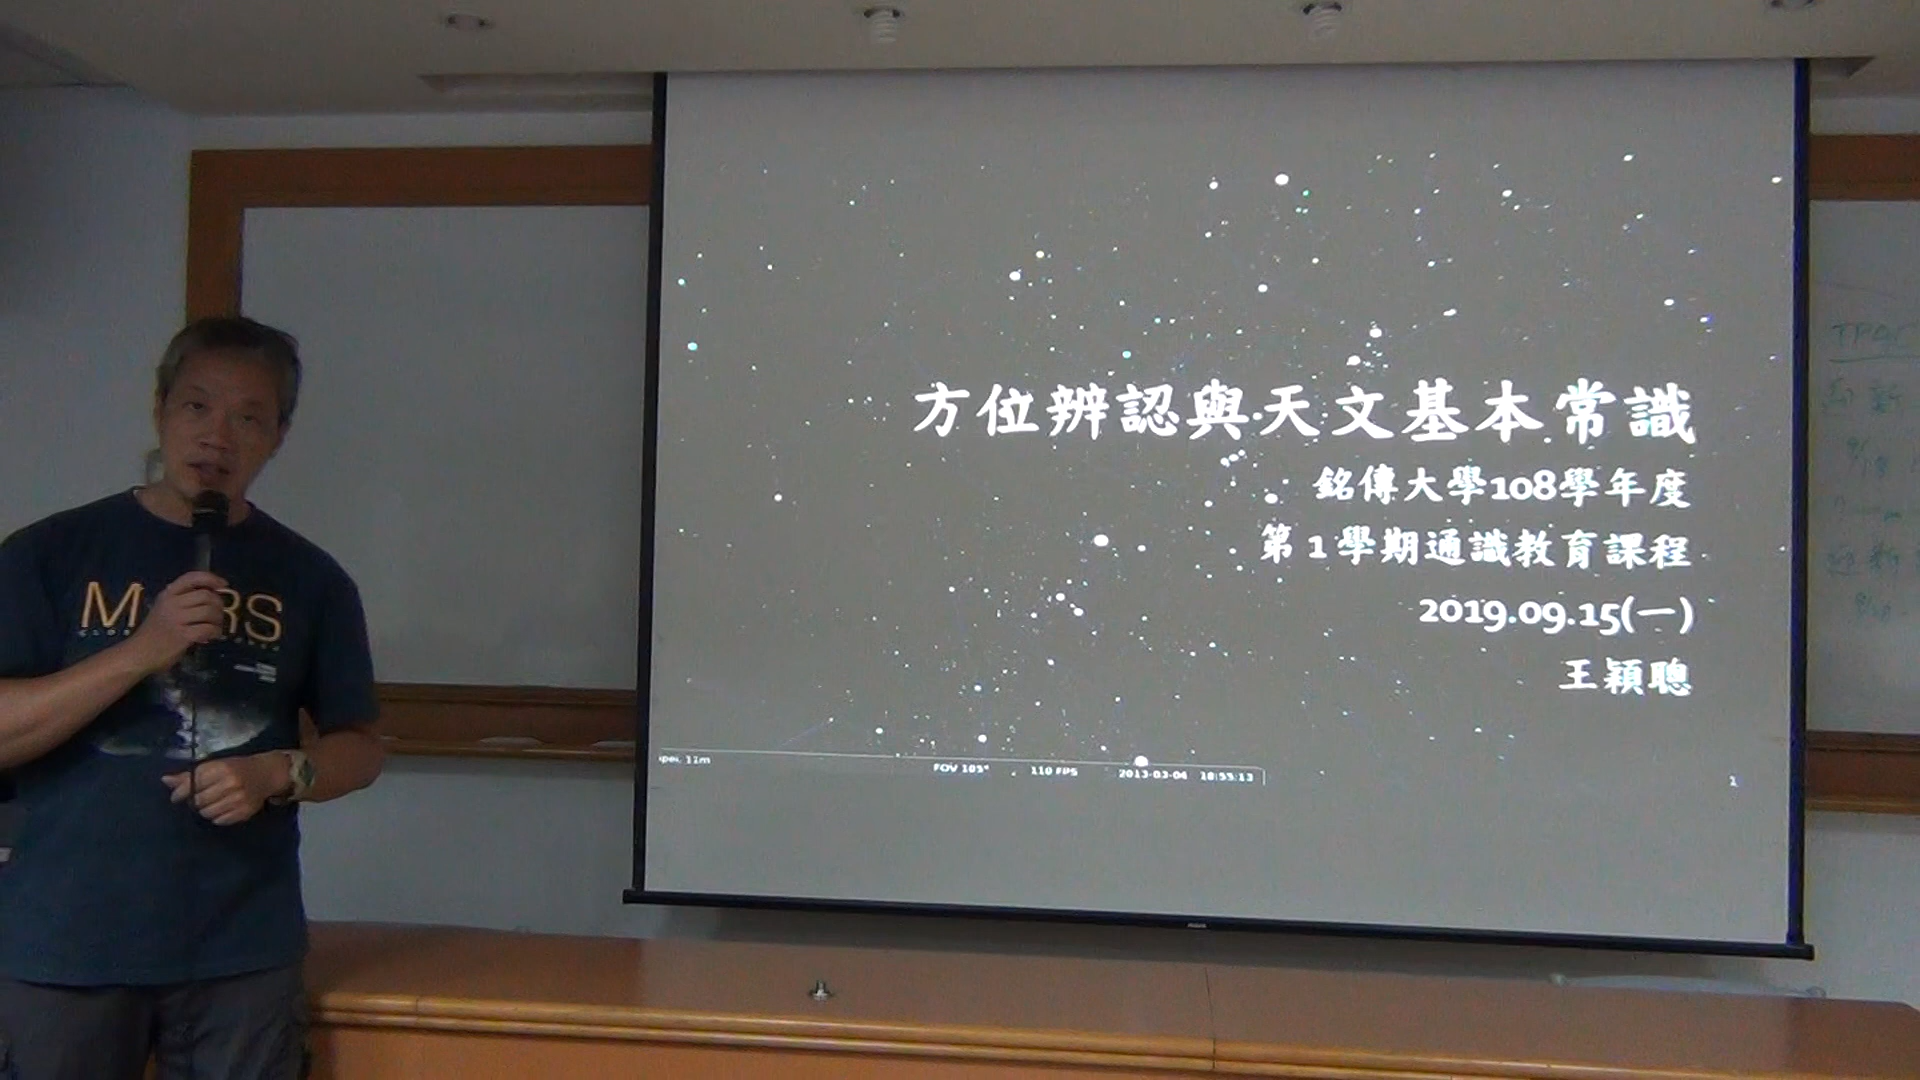 方位辨認與天文基本常識
銘傳大學108學年度
第1學期通識教育課程
2019.09.15(一)
王穎聰
11m
FOV 105°
110 FPS
2013-03-04 18:55:13
1
MARS